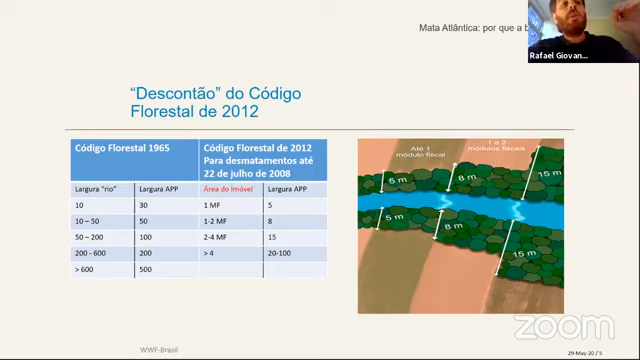 Mata Atlântica: por que a
Rafael Giovan...
“Descontão” do Código
Florestal de 2012
Código Florestal 1965
Código Florestal de 2012
Para desmatamentos até
22 de julho de 2008
Largura “rio” Largura APP Área do Imóvel Largura APP
10 30 1 MF 5
10 – 50 50 1-2 MF 8
50 – 200 100 2-4 MF 15
200 - 600 200 > 4 20-100
> 600 500
Até 1
módulo fiscal
1 a 2
módulos fiscais
5 m
8 m
15 m
5 m
8 m
15 m
WWF-Brasil
zoom
29-May-20 / 5